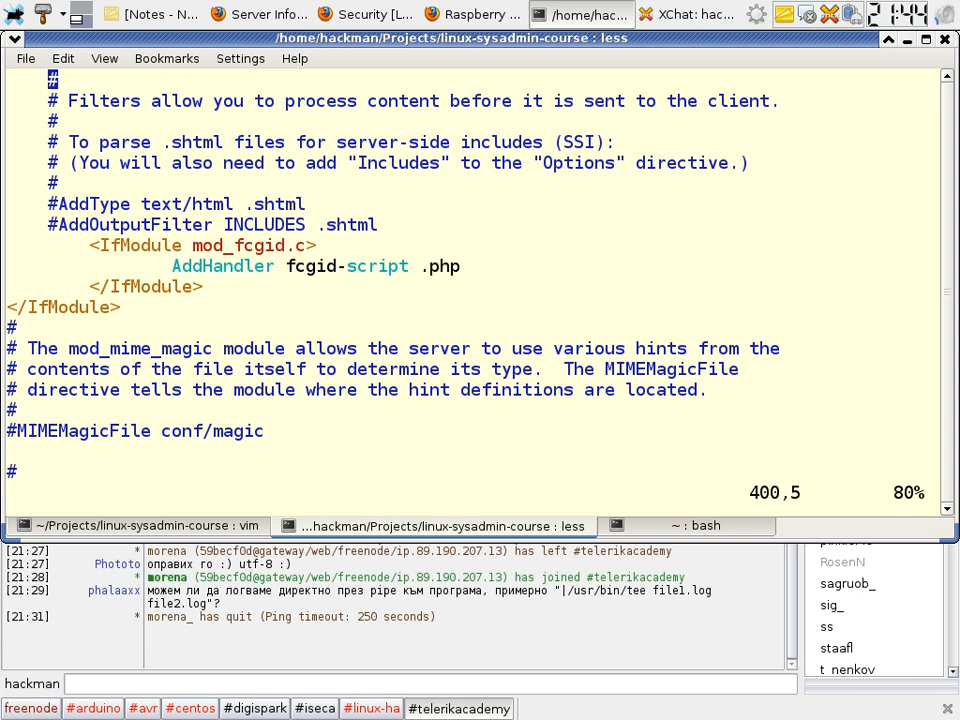 [Notes - N...
Server Info...
Security [L...
Raspberry ...
/home/hac...
XChat: hac...
21:44
/home/hackman/Projects/linux-sysadmin-course : less
File Edit View Bookmarks Settings Help
#
# Filters allow you to process content before it is sent to the client.
#
# To parse .shtml files for server-side includes (SSI):
# (You will also need to add "Includes" to the "Options" directive.)
#
#AddType text/html .shtml
#AddOutputFilter INCLUDES .shtml
<IfModule mod_fcgid.c>
AddHandler fcgid-script .php
</IfModule>
</IfModule>
#
# The mod_mime_magic module allows the server to use various hints from the
# contents of the file itself to determine its type.  The MIMEMagicFile
# directive tells the module where the hint definitions are located.
#
#MIMEMagicFile conf/magic
#
400,5 80%
~/Projects/linux-sysadmin-course : vim
...hackman/Projects/linux-sysadmin-course : less
~ : bash
[21:27] * morena (59becf0d@gateway/web/freenode/ip.89.190.207.13) has left #telerikacademy
[21:27] Phototo оправих го :) utf-8 :)
[21:28] * morena (59becf0d@gateway/web/freenode/ip.89.190.207.13) has joined #telerikacademy
[21:29] phalaaxx можем ли да логваме директно през pipe към програма, примерно "|/usr/bin/tee file1.log
file2.log"?
[21:31] * morena_ has quit (Ping timeout: 250 seconds)
RosenN
sagruob_
sig_
ss
staafl
t_nenkov
hackman
freenode #arduino #avr #centos #digispark #iseca #linux-ha #telerikacademy